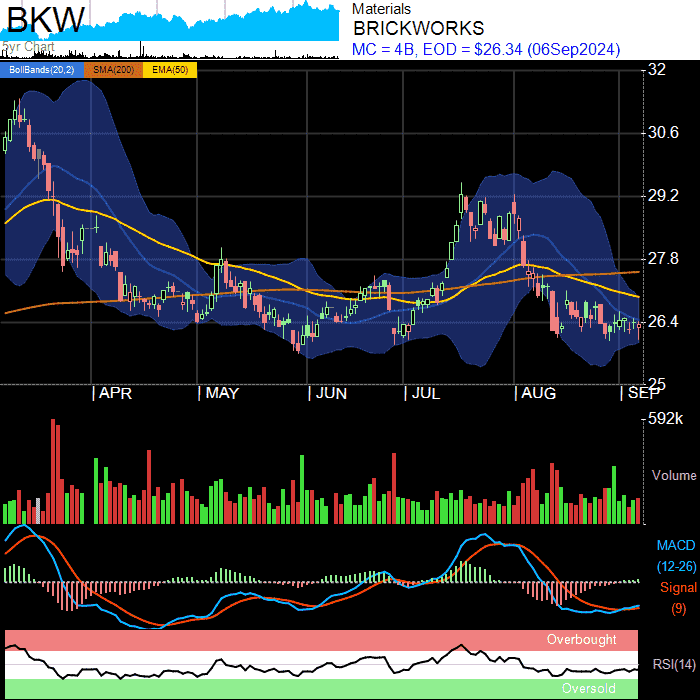 BKW
5yr Chart
Materials
BRICKWORKS
MC = 4B, EOD = $26.34 (06Sep2024)
BollBands(20,2) SMA(200) EMA(50)
32
30.6
29.2
27.8
26.4
25
APR MAY JUN JUL AUG SEP
592k
Volume
MACD
(12-26)
Signal
(9)
Overbought
RSI(14)
Oversold